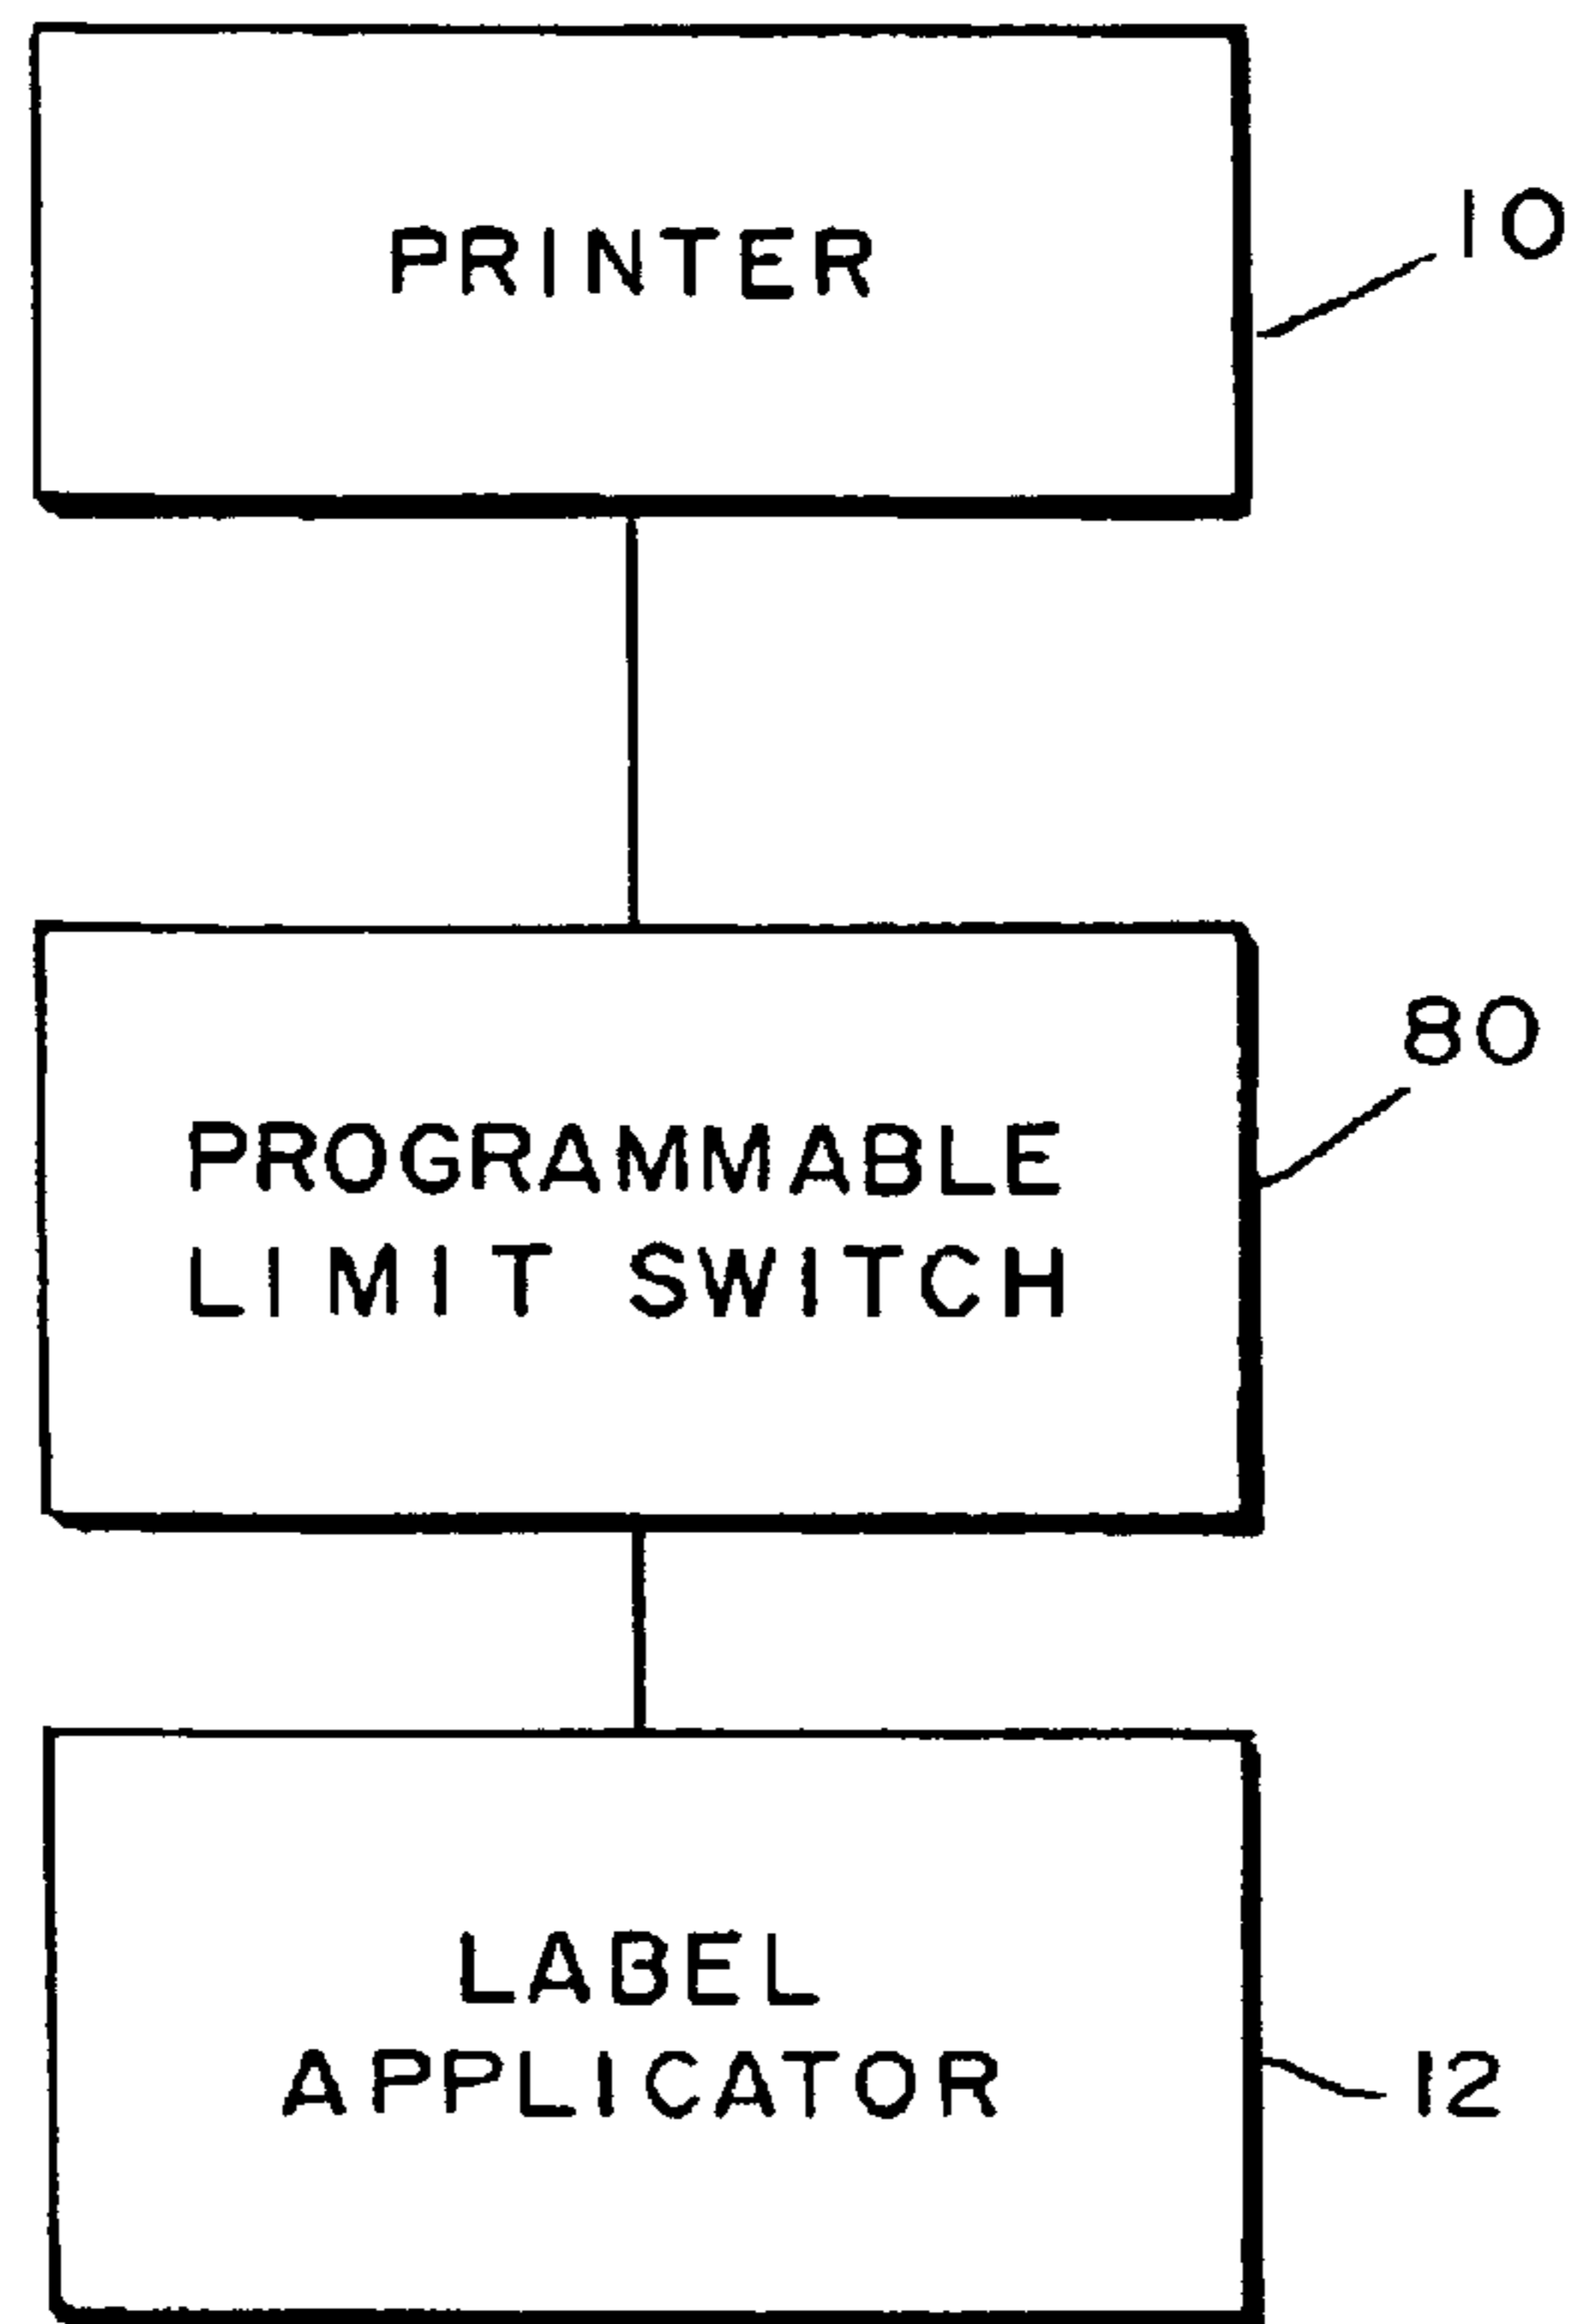 PRINTER
10
80
PROGRAMMABLE
LIMIT SWITCH
LABEL
APPLICATOR
12